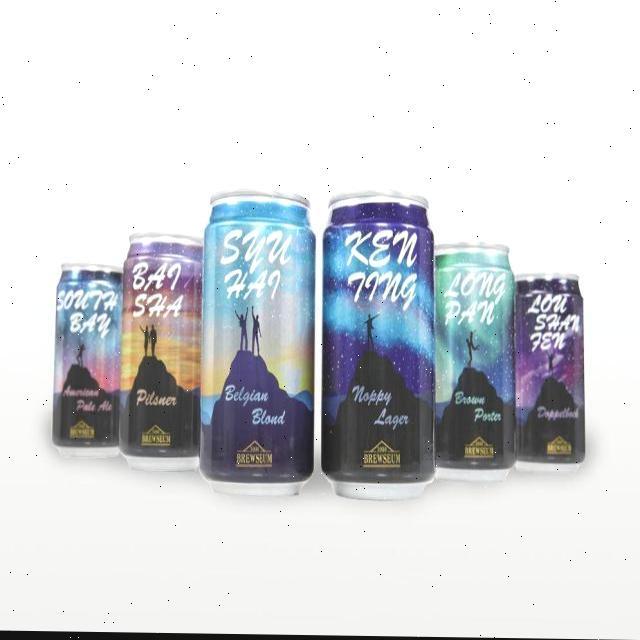 SOUTH
BAY
American
Pale Ale
BREWSEUM
BAI
SHA
Pilsner
BREWSEUM
SYU
HAI
Belgian
Blond
BREWSEUM
KEN
TING
Noppy
Lager
BREWSEUM
LONG
PAN
Brown
Porter
BREWSEUM
LOU
SHAN
FEN
Doppelbock
BREWSEUM